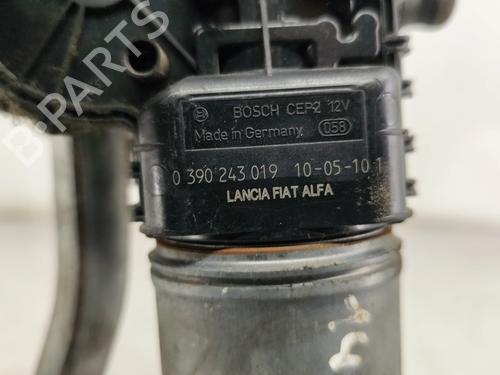 BOSCH CEP2 12V
Made in Germany 058
0 390 243 019 10-05-10 1
LANCIA FIAT ALFA
B-PARTS